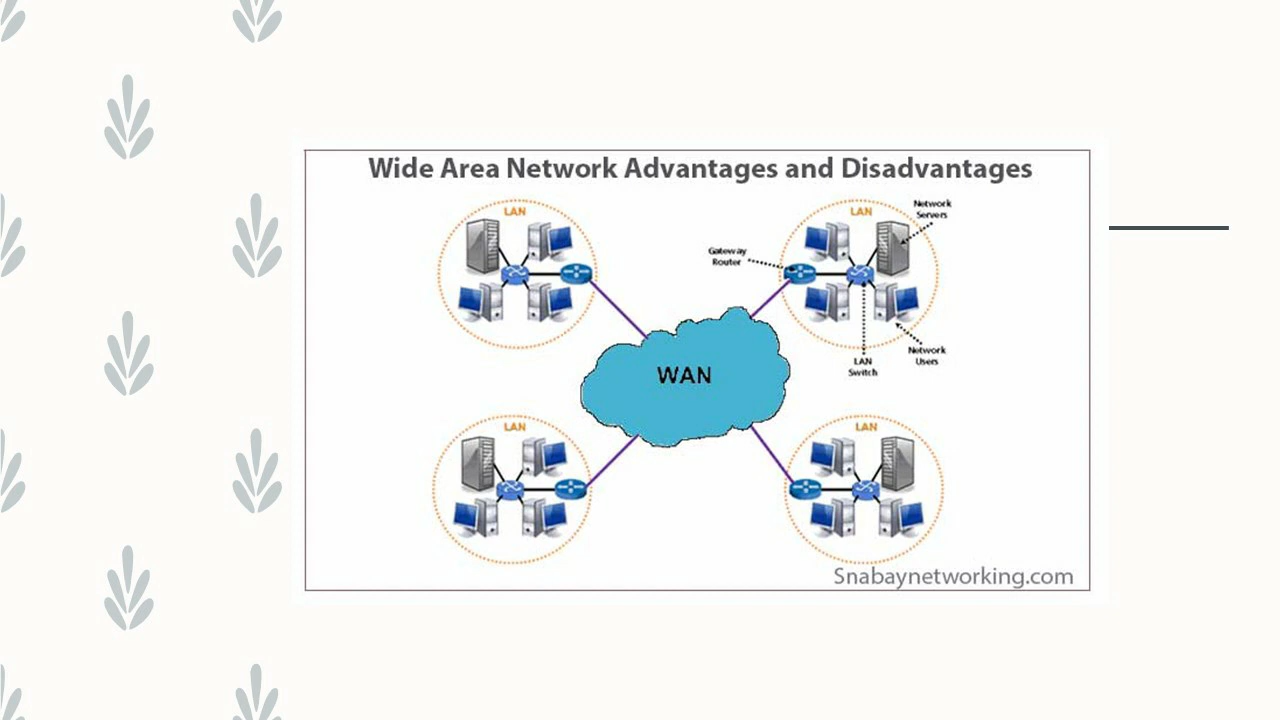 Wide Area Network Advantages and Disadvantages
LAN
LAN
Network
Servers
Gateway
Router
Network
Users
LAN
Switch
WAN
LAN
LAN
Snabaynetworking.com